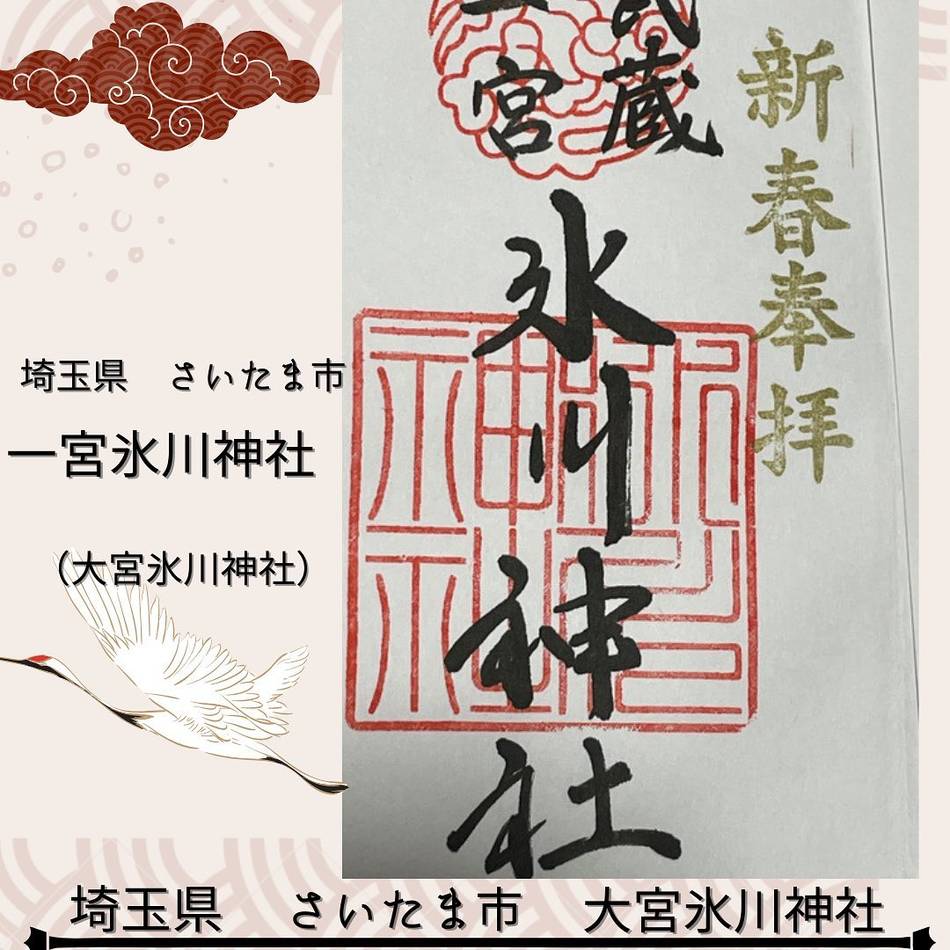 新春奉拝
武蔵
一宮
氷川神社
埼玉県 さいたま市
一宮氷川神社
（大宮氷川神社）
埼玉県 さいたま市 大宮氷川神社